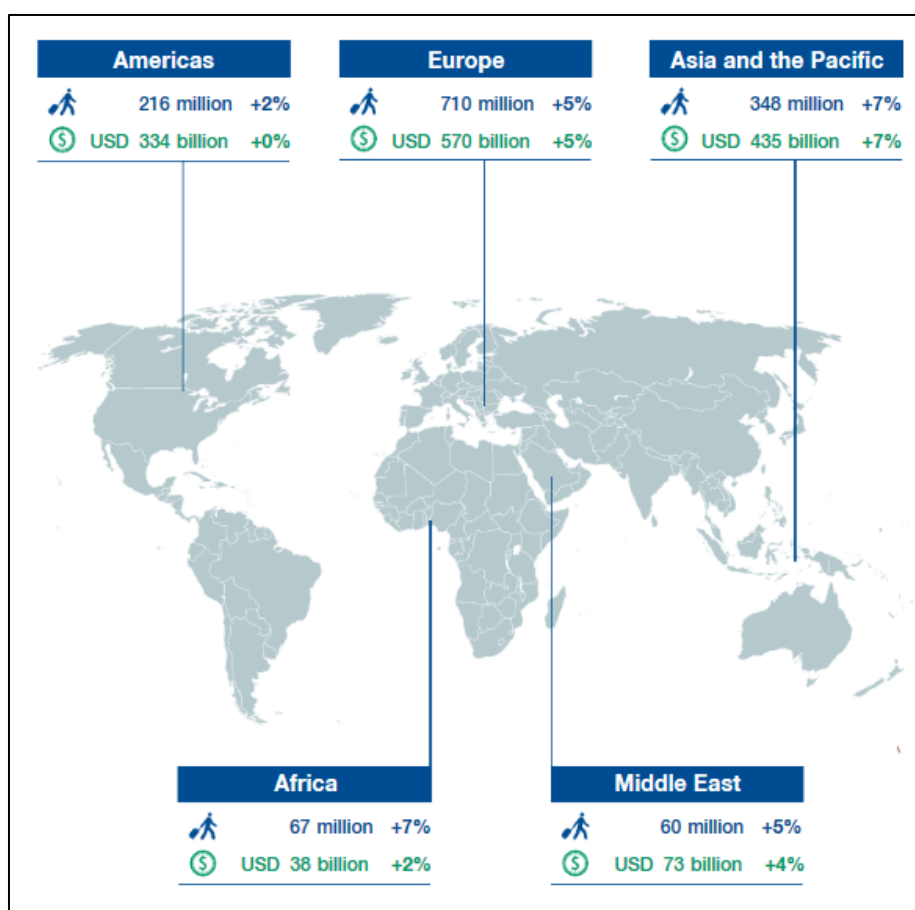 Americas
216 million +2%
USD 334 billion +0%
Europe
710 million +5%
USD 570 billion +5%
Asia and the Pacific
348 million +7%
USD 435 billion +7%
Africa
67 million +7%
USD 38 billion +2%
Middle East
60 million +5%
USD 73 billion +4%